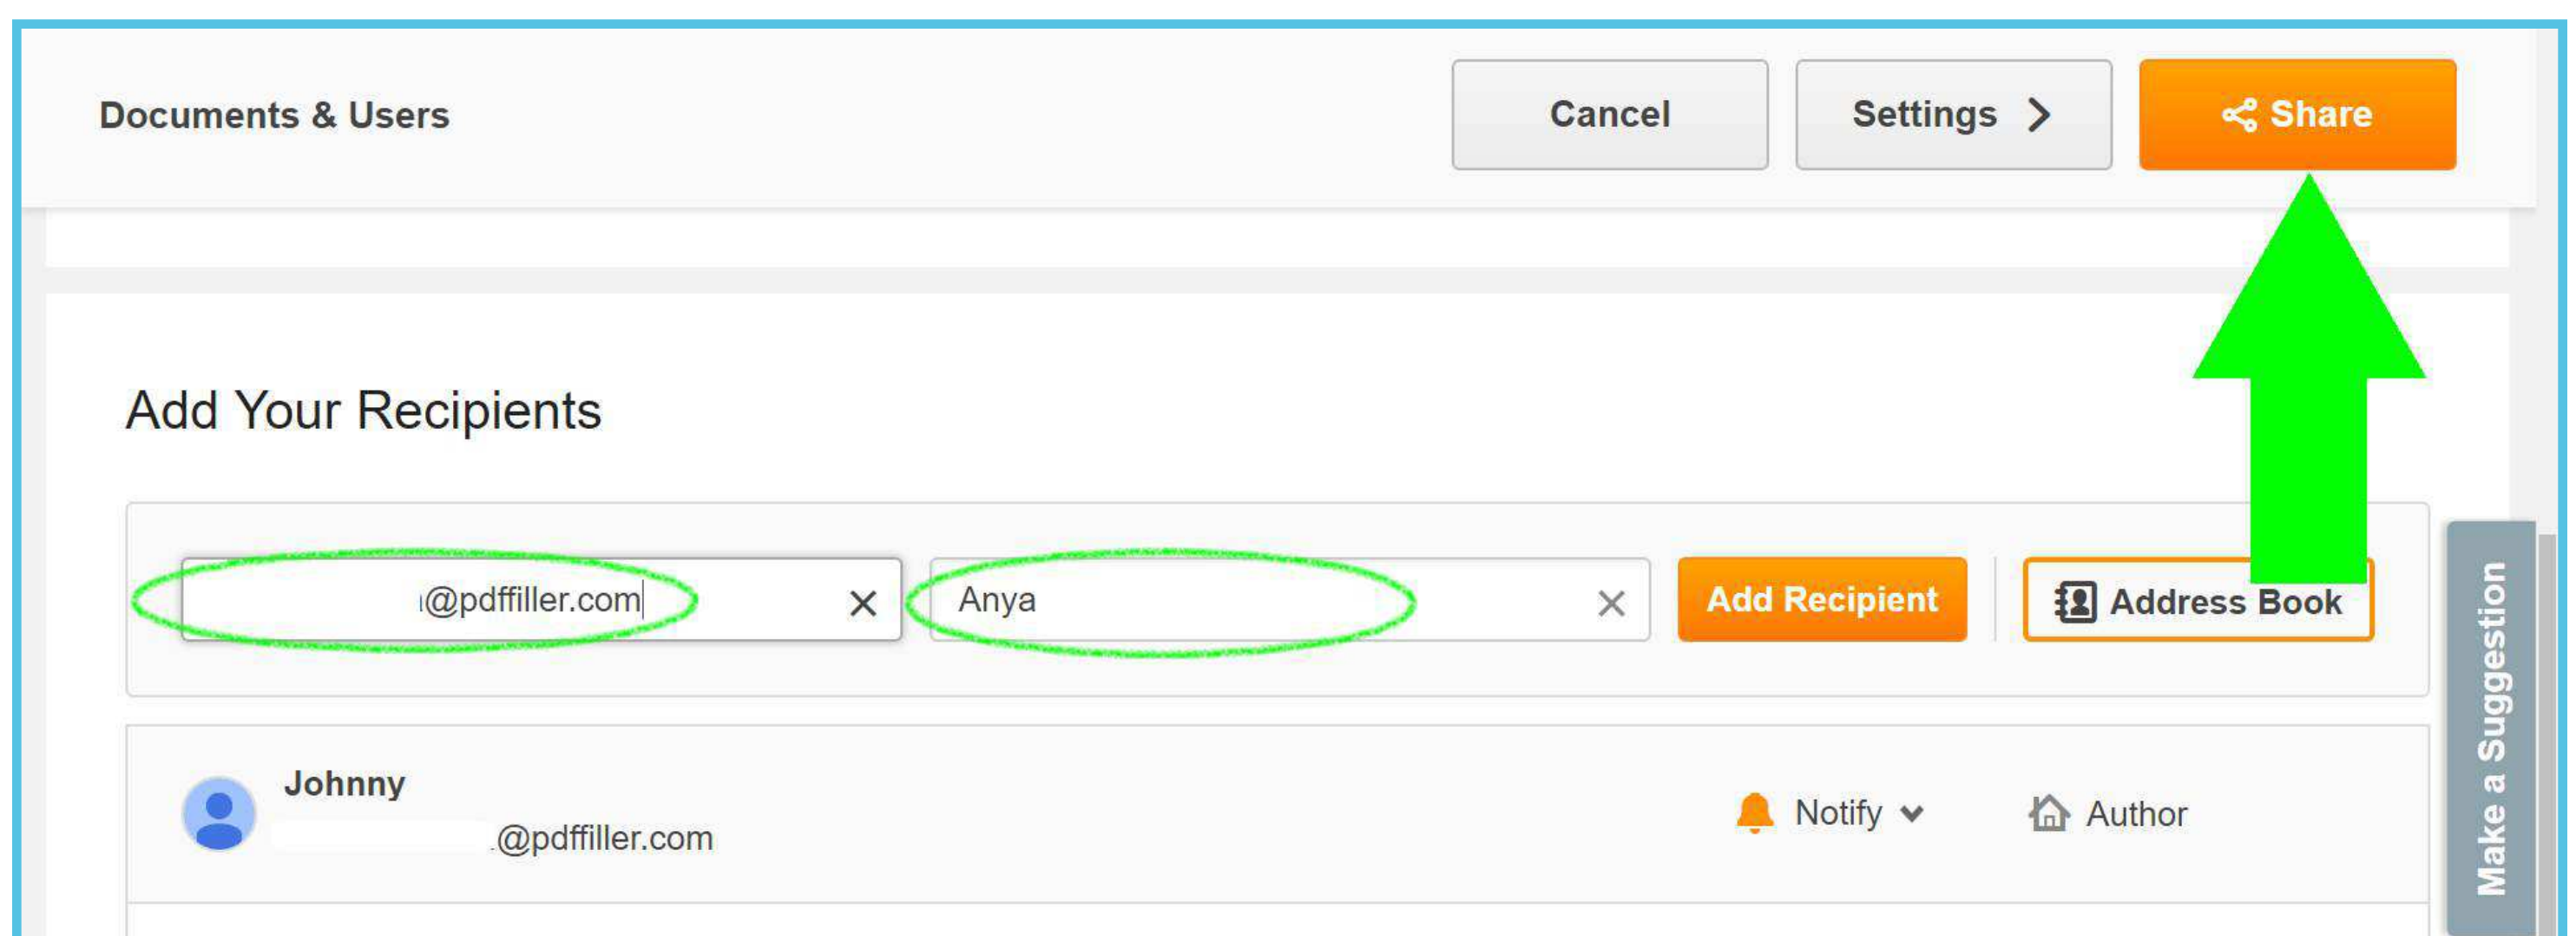 Documents & Users
Cancel
Settings
Share
Add Your Recipients
@pdffiller.com
Anya
Add Recipient
Address Book
Johnny
@pdffiller.com
Notify
Author
Make a Suggestion